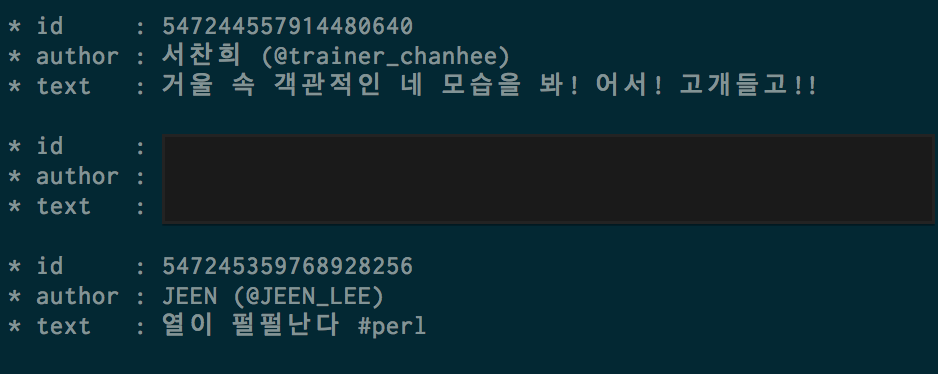 * id : 547244557914480640
* author : 서찬희 (@trainer_chanhee)
* text : 거울 속 객관적인 네 모습을 봐! 어서! 고개들고!!
* id :
* author :
* text :
* id : 547245359768928256
* author : JEEN (@JEEN_LEE)
* text : 열이 펄펄난다 #perl